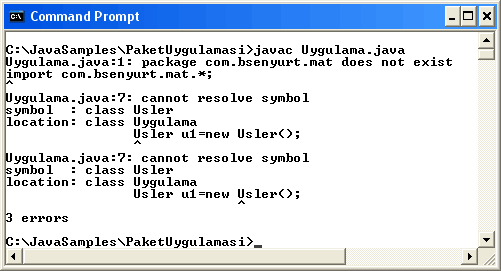 Command Prompt
C:\JavaSamples\PaketUygulamasi>javac Uygulama.java
Uygulama.java:1: package com.bsenyurt.mat does not exist
import com.bsenyurt.mat.*;
^
Uygulama.java:7: cannot resolve symbol
symbol  : class Usler
location: class Uygulama
                Usler u1=new Usler();
                ^
Uygulama.java:7: cannot resolve symbol
symbol  : class Usler
location: class Uygulama
                Usler u1=new Usler();
                             ^
3 errors
C:\JavaSamples\PaketUygulamasi>_